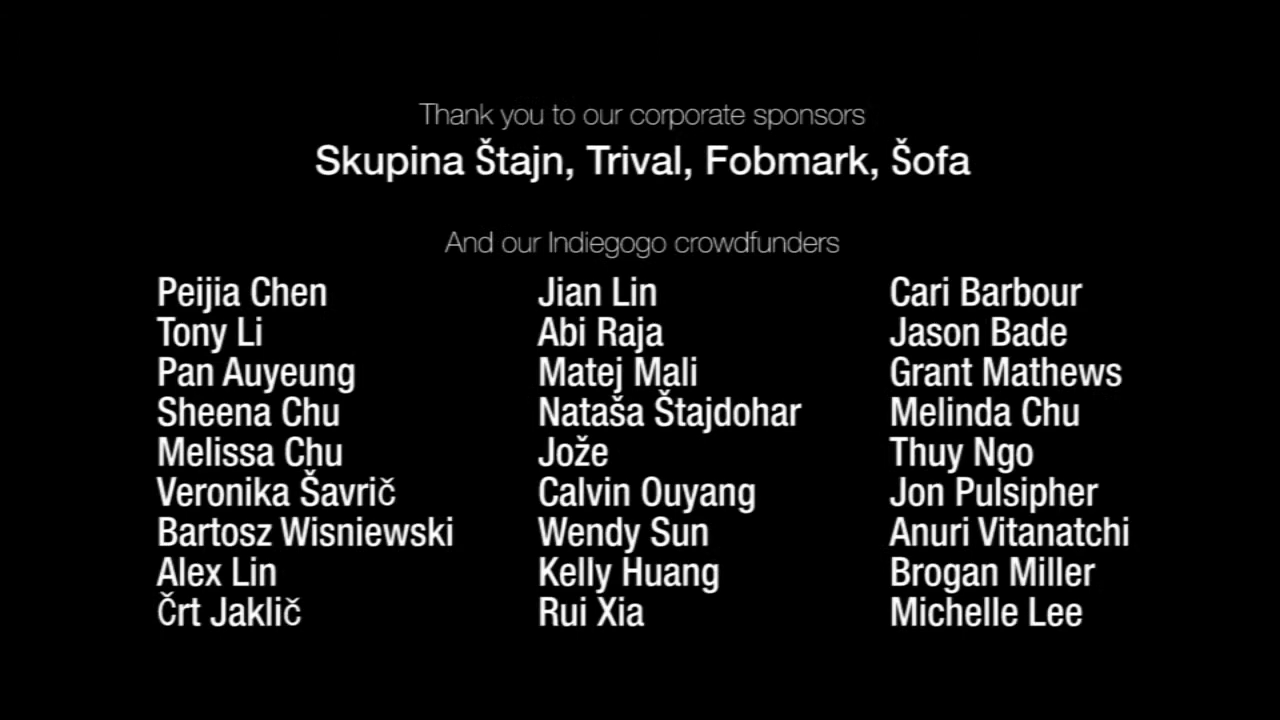 Thank you to our corporate sponsors
Skupina Štajn, Trival, Fobmark, Šofa
And our Indiegogo crowdfunders
Peijia Chen
Tony Li
Pan Auyeung
Sheena Chu
Melissa Chu
Veronika Šavrič
Bartosz Wisniewski
Alex Lin
Črt Jaklič
Jian Lin
Abi Raja
Matej Mali
Nataša Štajdohar
Jože
Calvin Ouyang
Wendy Sun
Kelly Huang
Rui Xia
Cari Barbour
Jason Bade
Grant Mathews
Melinda Chu
Thuy Ngo
Jon Pulsipher
Anuri Vitanatchi
Brogan Miller
Michelle Lee